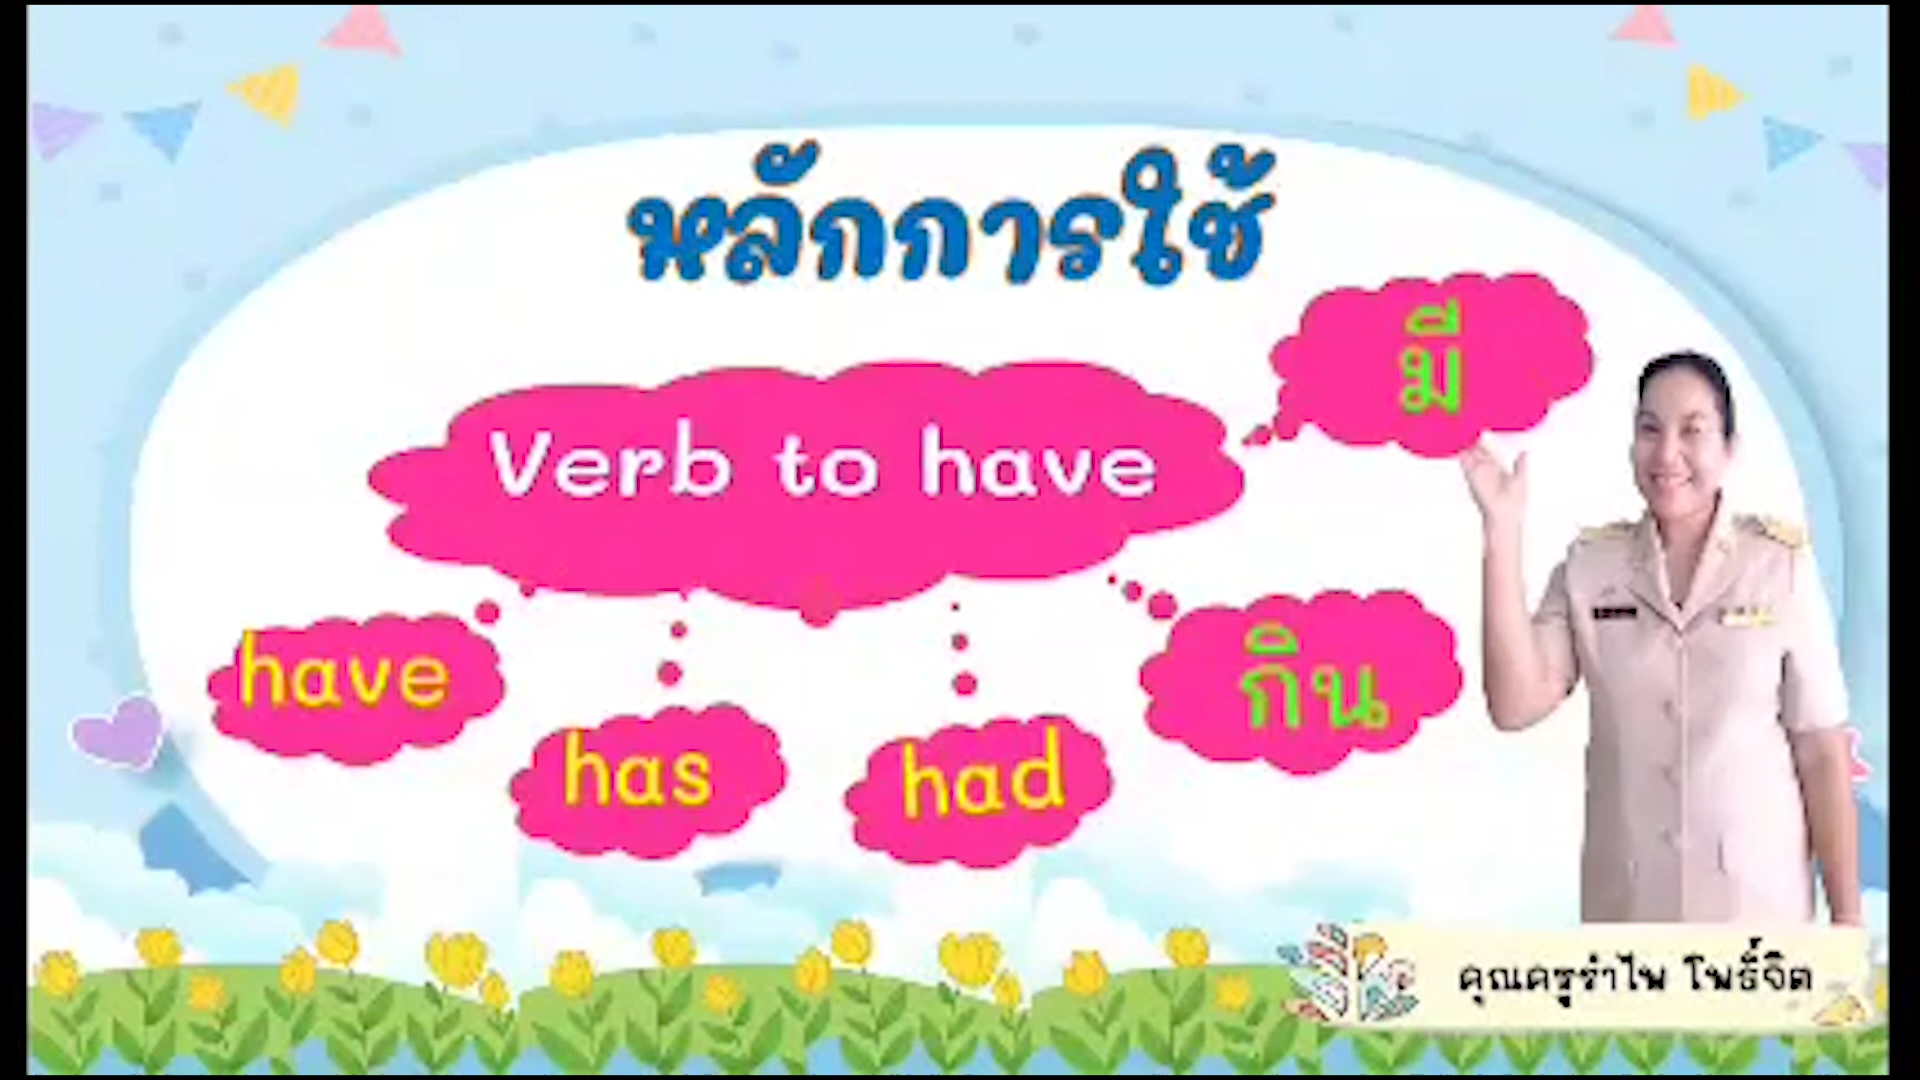 หลักการใช้
มี
Verb to have
have
has
had
กิน
คุณครูรำไพ โพธิ์จิต